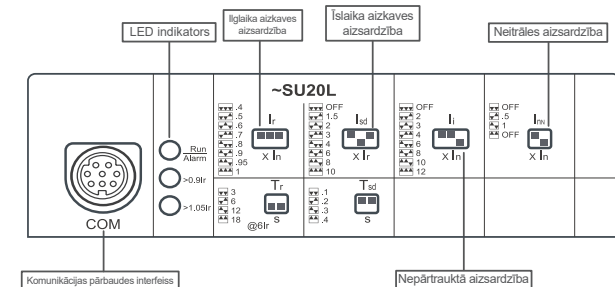 LED indikators
Ilglaika aizkaves
aizsardzība
Īslaika aizkaves
aizsardzība
Neitrāles aizsardzība
~SU20L
COM
Run
Alarm
>0.9Ir
>1.05Ir
.4
.5
.6
.7
.8
.9
.95
1
Ir
X In
OFF
1.5
2
3
4
6
8
10
Isd
X Ir
OFF
2
3
4
6
8
10
12
Ii
X In
OFF
.5
1
OFF
InN
X In
3
6
12
18
Tr
s
@6Ir
.1
.2
.3
.4
Tsd
s
Komunikācijas pārbaudes interfeiss
Nepārtrauktā aizsardzība